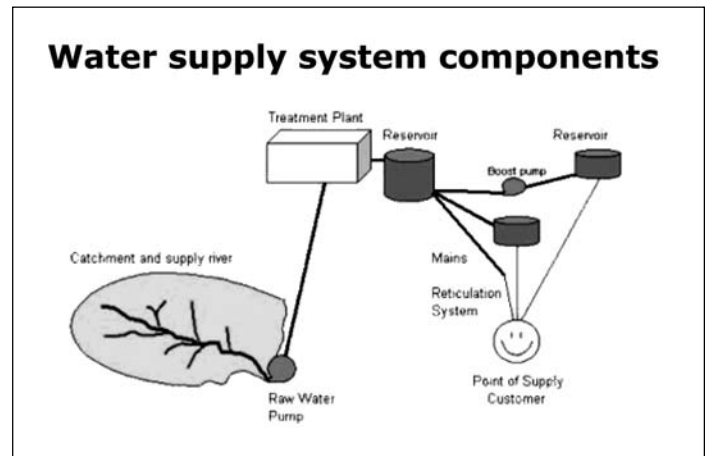 Water supply system components
Treatment Plant
Reservoir
Reservoir
Boost pump
Catchment and supply river
Mains
Reticulation
System
Point of Supply
Customer
Raw Water
Pump